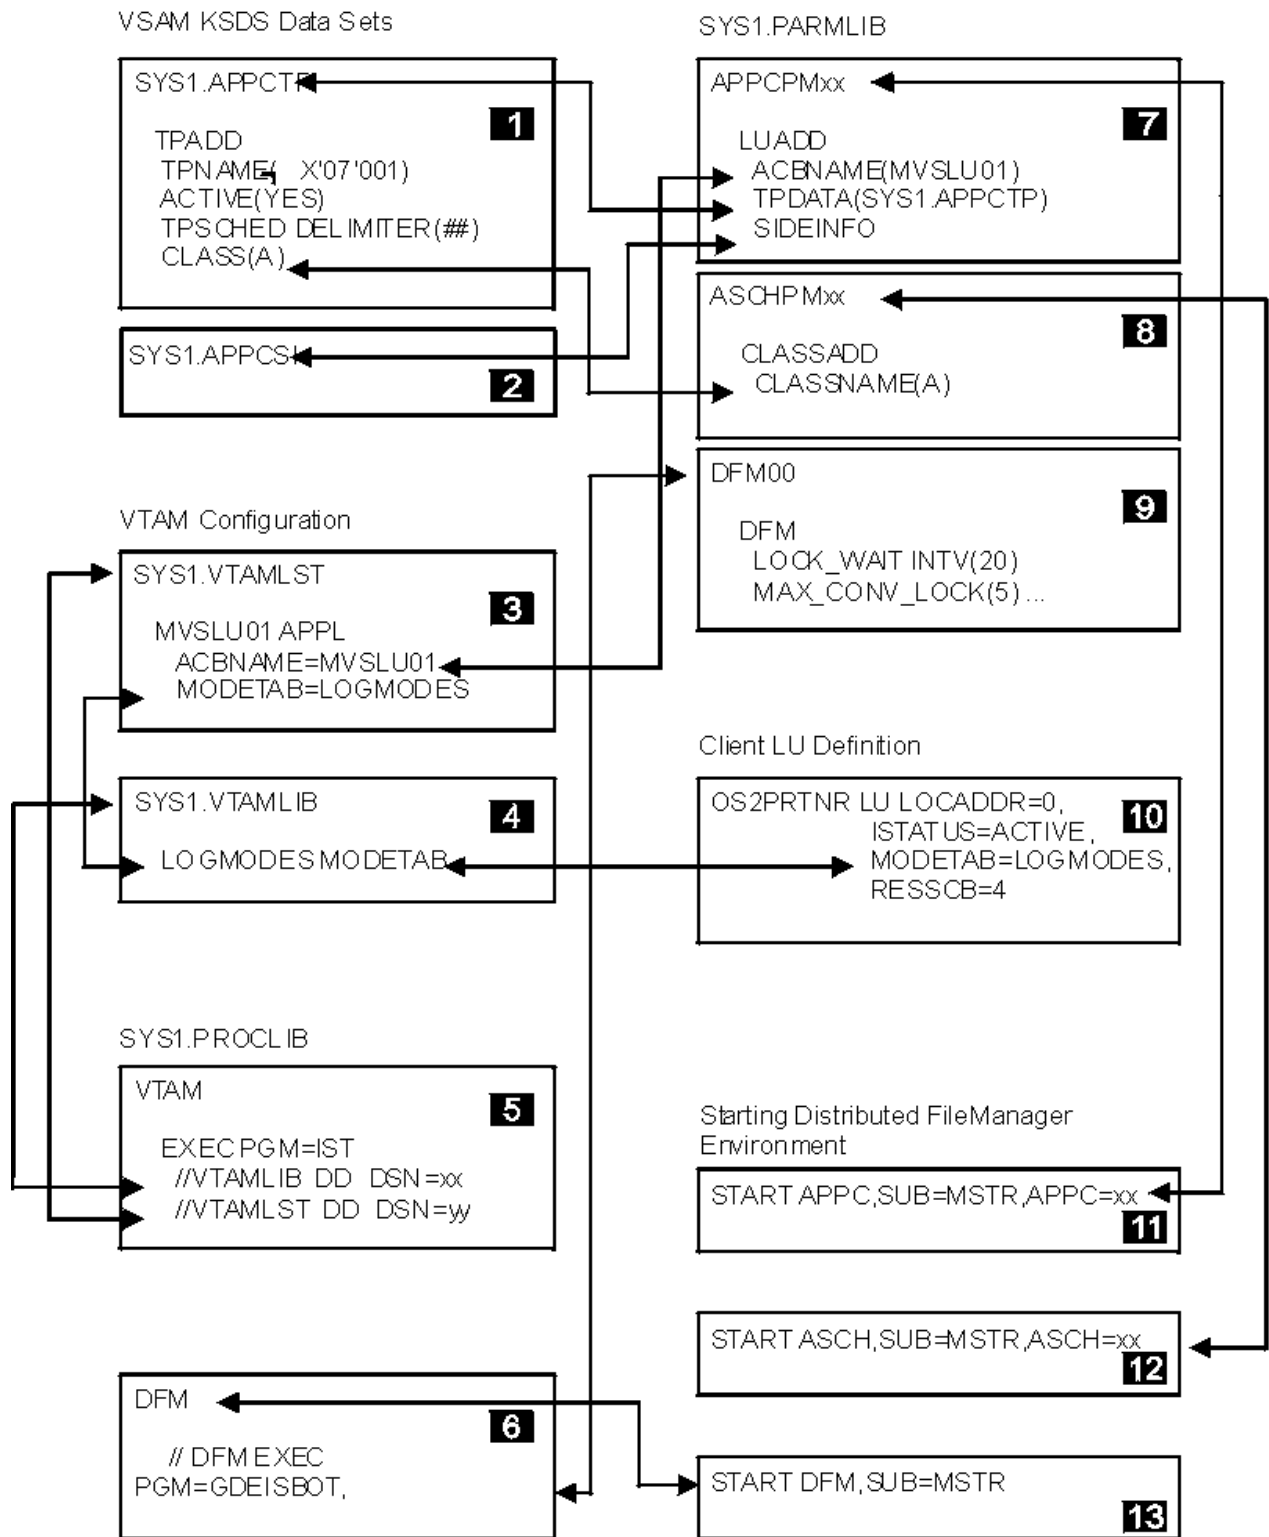 VSAM KSDS Data Sets
SYS1.APPCTP
1
TPADD
TPNAME(¬ X'07'001)
ACTIVE(YES)
TPSCHED DELIMITER(##)
CLASS(A)
SYS1.APPCSI
2
VTAM Configuration
SYS1.VTAMLST
3
MVSLU01 APPL
ACBNAME=MVSLU01
MODETAB=LOGMODES
SYS1.VTAMLIB
4
LOGMODES MODETAB
SYS1.PROCLIB
VTAM
5
EXEC PGM=IST
//VTAMLIB DD DSN=xx
//VTAMLST DD DSN=yy
DFM
6
// DFM EXEC
PGM=GDEISBOT,
SYS1.PARMLIB
APPCPMxx
7
LUADD
ACBNAME(MVSLU01)
TPDATA(SYS1.APPCTP)
SIDEINFO
ASCHPMxx
8
CLASSADD
CLASSNAME(A)
DFM00
9
DFM
LOCK_WAIT INTV(20)
MAX_CONV_LOCK(5)...
Client LU Definition
OS2PRTNR LU LOCADDR=0,
10
ISTATUS=ACTIVE,
MODETAB=LOGMODES,
RESSCB=4
Starting Distributed FileManager
Environment
START APPC,SUB=MSTR,APPC=xx
11
START ASCH,SUB=MSTR,ASCH=xx
12
START DFM,SUB=MSTR
13